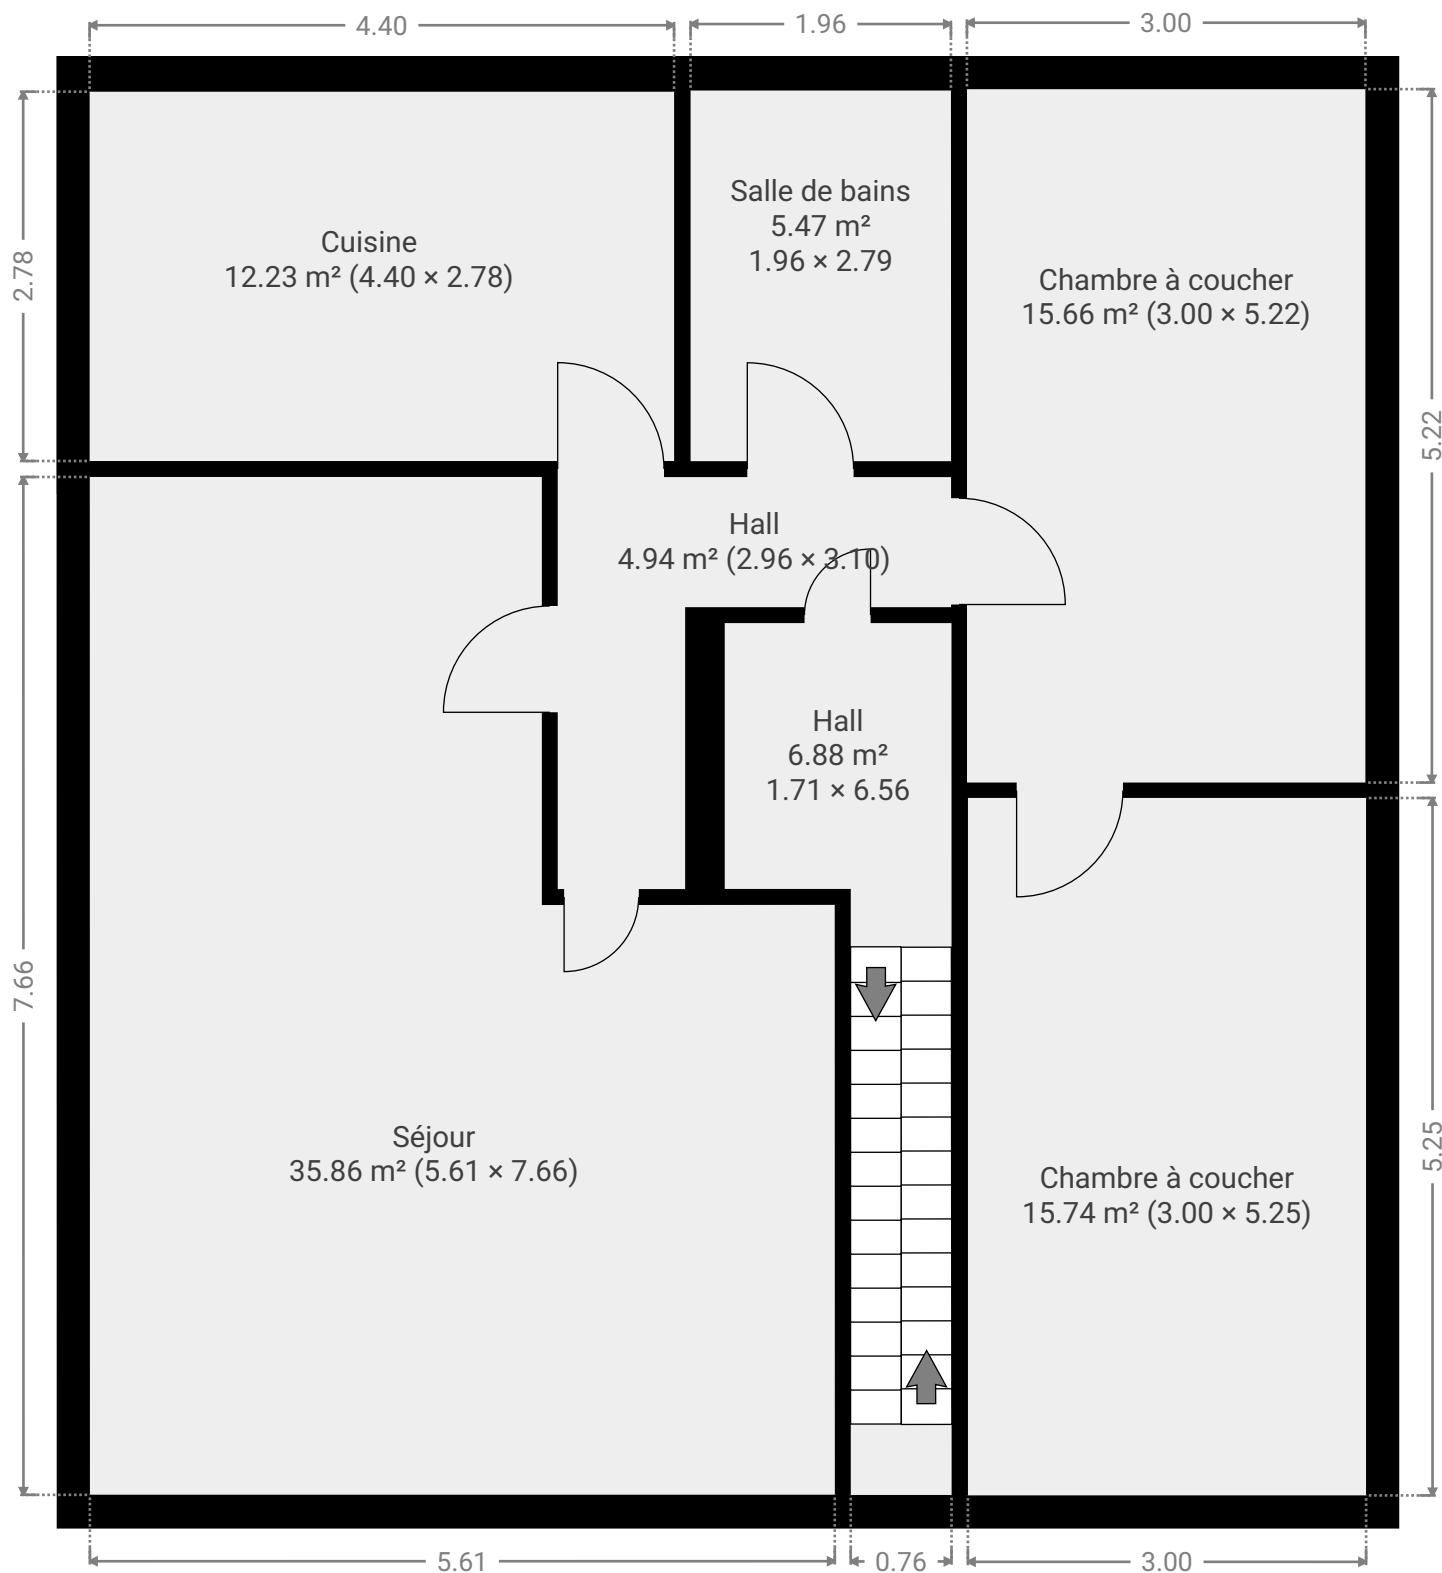 4.40
1.96
3.00
2.78
5.22
Cuisine
12.23 m² (4.40 × 2.78)
Salle de bains
5.47 m²
1.96 × 2.79
Chambre à coucher
15.66 m² (3.00 × 5.22)
Hall
4.94 m² (2.96 × 3.10)
Hall
6.88 m²
1.71 × 6.56
7.66
5.25
Séjour
35.86 m² (5.61 × 7.66)
Chambre à coucher
15.74 m² (3.00 × 5.25)
5.61
0.76
3.00